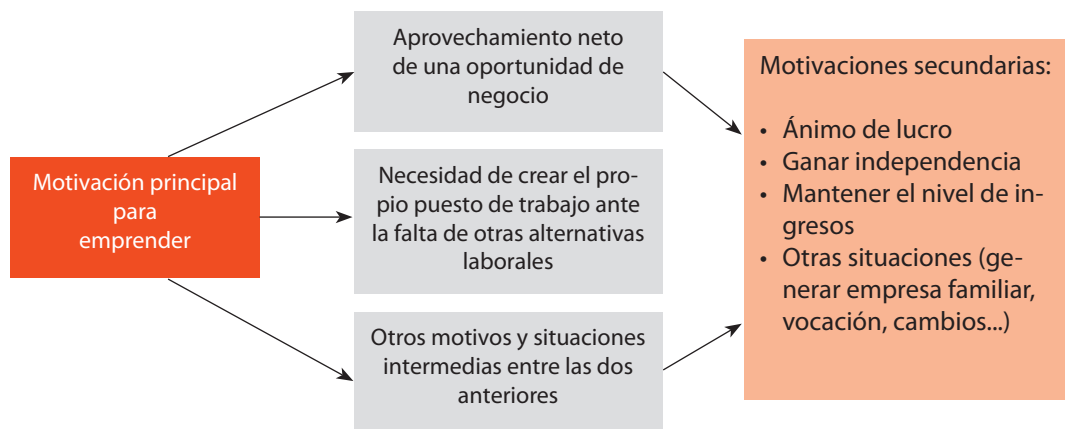 Motivación principal
para
emprender
Aprovechamiento neto
de una oportunidad de
negocio
Necesidad de crear el pro-
pio puesto de trabajo ante
la falta de otras alternativas
laborales
Otros motivos y situaciones
intermedias entre las dos
anteriores
Motivaciones secundarias:
• Ánimo de lucro
• Ganar independencia
• Mantener el nivel de in-
gresos
• Otras situaciones (ge-
nerar empresa familiar,
vocación, cambios...)